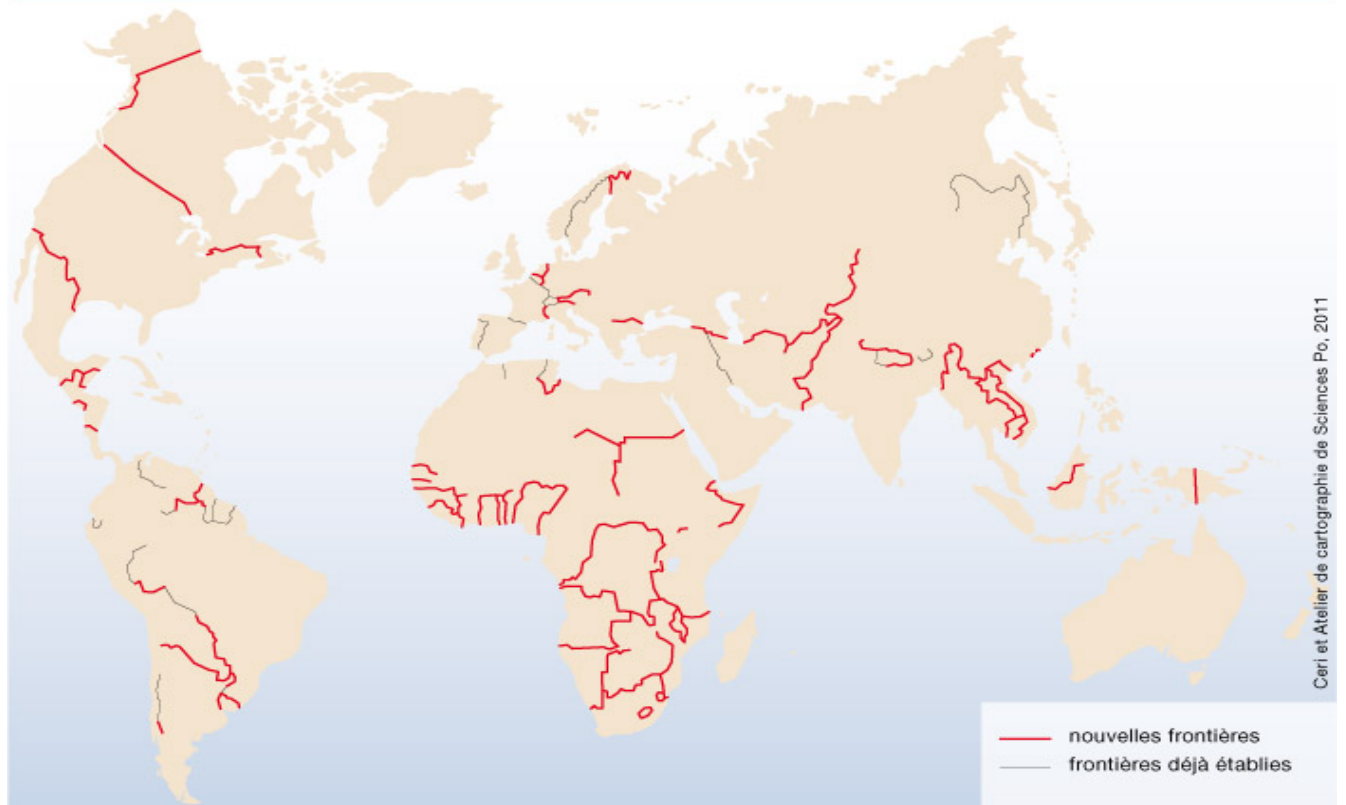 Ceri et Atelier de cartographie de Sciences Po, 2011
nouvelles frontières
frontières déjà établies